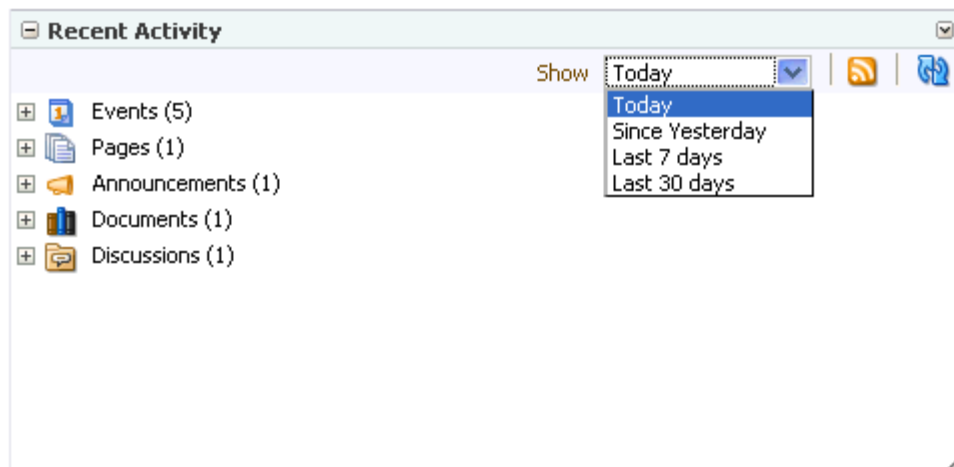 Recent Activity
Show Today
Today
Since Yesterday
Last 7 days
Last 30 days
Events (5)
Pages (1)
Announcements (1)
Documents (1)
Discussions (1)